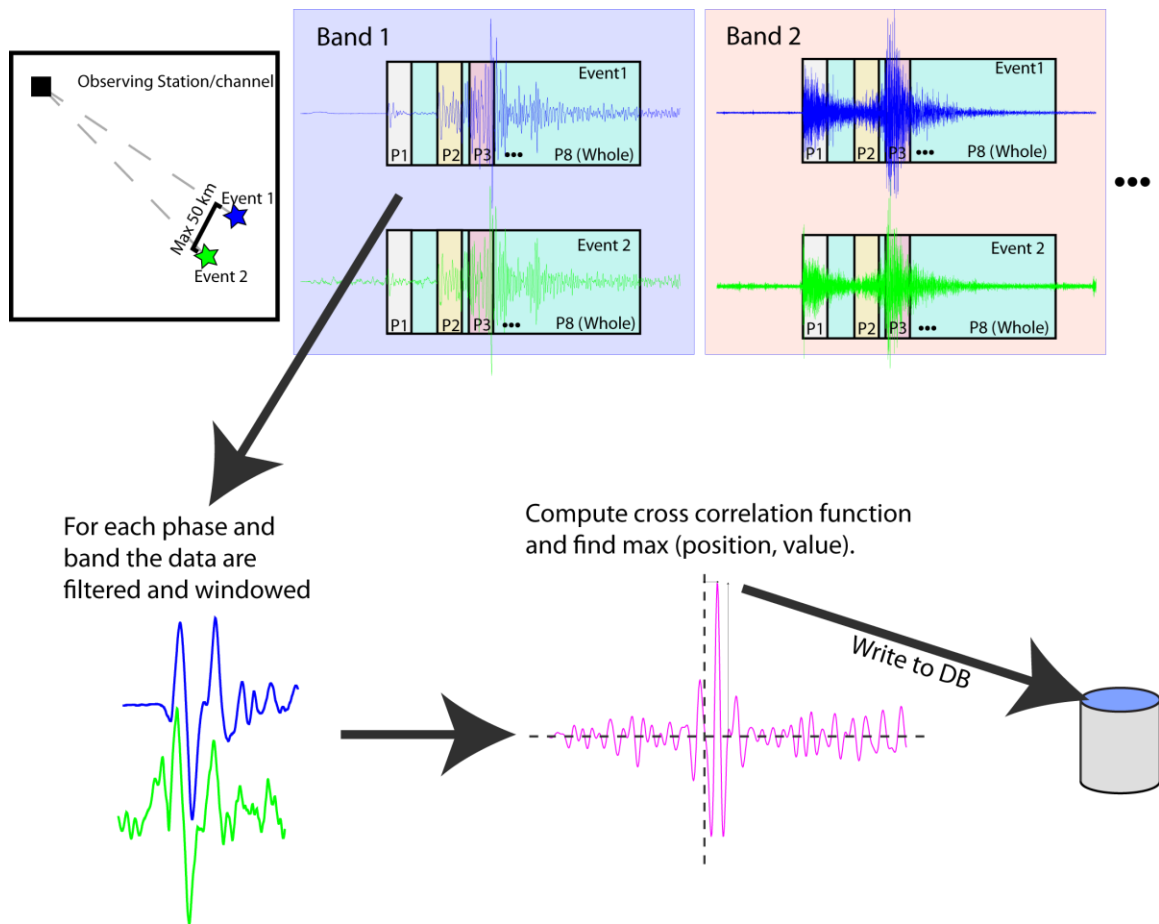 Observing Station/channel
Event 1
Max 50 km
Event 2
Band 1
Event1
P1
P2
P3
•••
P8 (Whole)
Event 2
P1
P2
P3
•••
P8 (Whole)
Band 2
Event1
P1
P2
P3
•••
P8 (Whole)
Event 2
P1
P2
P3
•••
P8 (Whole)
•••
For each phase and
band the data are
filtered and windowed
Compute cross correlation function
and find max (position, value).
Write to DB